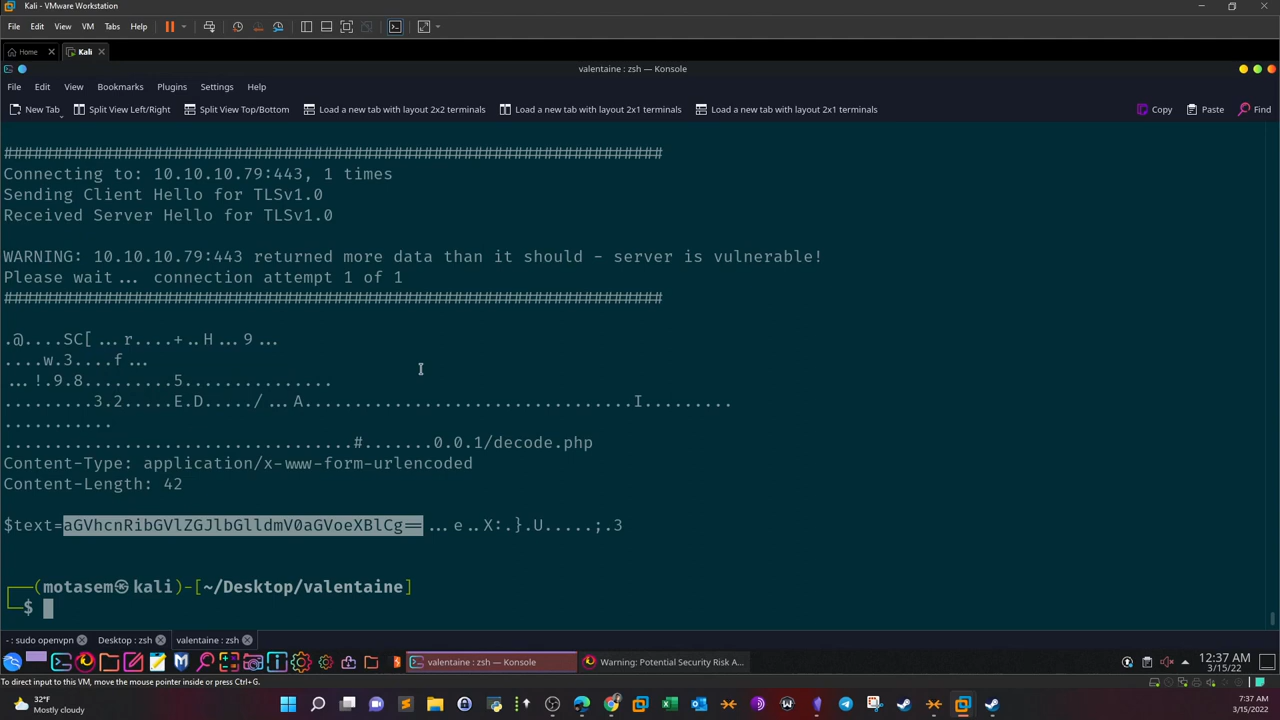 Kali - VMware Workstation
File Edit View VM Tabs Help
Home Kali
valentaine : zsh — Konsole
File Edit View Bookmarks Plugins Settings Help
New Tab Split View Left/Right Split View Top/Bottom Load a new tab with layout 2x2 terminals Load a new tab with layout 2x1 terminals Load a new tab with layout 2x1 terminals Copy Paste Find
##################################################################
Connecting to: 10.10.10.79:443, 1 times
Sending Client Hello for TLSv1.0
Received Server Hello for TLSv1.0
WARNING: 10.10.10.79:443 returned more data than it should - server is vulnerable!
Please wait... connection attempt 1 of 1
##################################################################
.@....SC[...r....+..H...9...
....w.3....f...
...!.9.8.........5...............
.........3.2.....E.D...../...A.................................I.........
...........
...................................#.......0.0.1/decode.php
Content-Type: application/x-www-form-urlencoded
Content-Length: 42
$text=aGVhcnRibGVlZGJlbGlldmV0aGVoeXBlCg==...e..X:.}.U.....;.3
(motasem㉿kali)-[~/Desktop/valentaine]
$
- : sudo openvpn Desktop : zsh valentaine : zsh
valentaine : zsh — Konsole Warning: Potential Security Risk A... 12:37 AM
3/15/22
To direct input to this VM, move the mouse pointer inside or press Ctrl+G.
32°F
Mostly cloudy
7:37 AM
3/15/2022